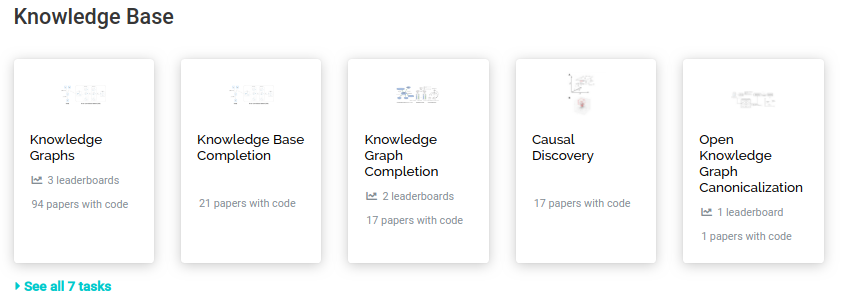 Knowledge Base
Knowledge
Graphs
3 leaderboards
94 papers with code
Knowledge Base
Completion
21 papers with code
Knowledge
Graph
Completion
2 leaderboards
17 papers with code
Causal
Discovery
17 papers with code
Open
Knowledge
Graph
Canonicalization
1 leaderboard
1 papers with code
See all 7 tasks